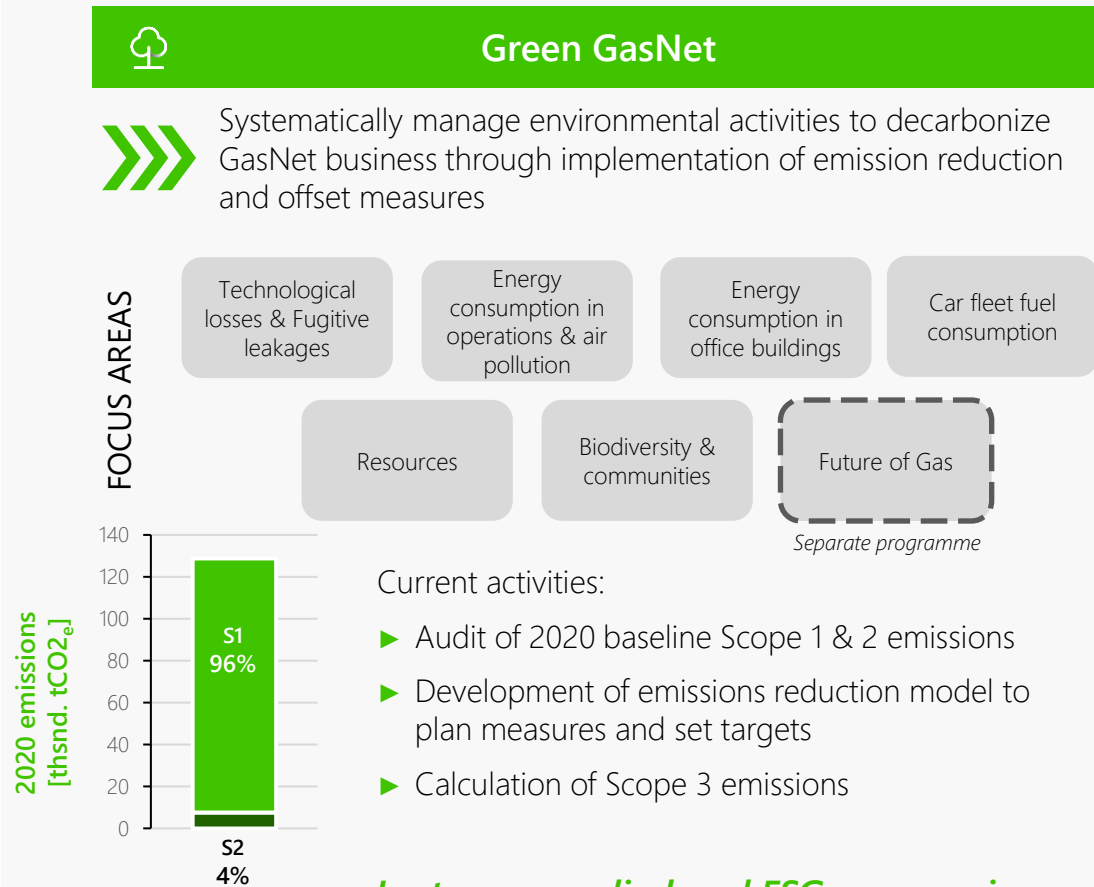 Green GasNet
Systematically manage environmental activities to decarbonize
GasNet business through implementation of emission reduction
and offset measures
FOCUS AREAS
Technological
losses & Fugitive
leakages
Energy
consumption in
operations & air
pollution
Energy
consumption in
office buildings
Car fleet fuel
consumption
Resources
Biodiversity &
communities
Future of Gas
Separate programme
2020 emissions
[thsnd. tCO2e]
140
120
100
80
60
40
20
0
S1
96%
S2
4%
Current activities:
► Audit of 2020 baseline Scope 1 & 2 emissions
► Development of emissions reduction model to
plan measures and set targets
► Calculation of Scope 3 emissions